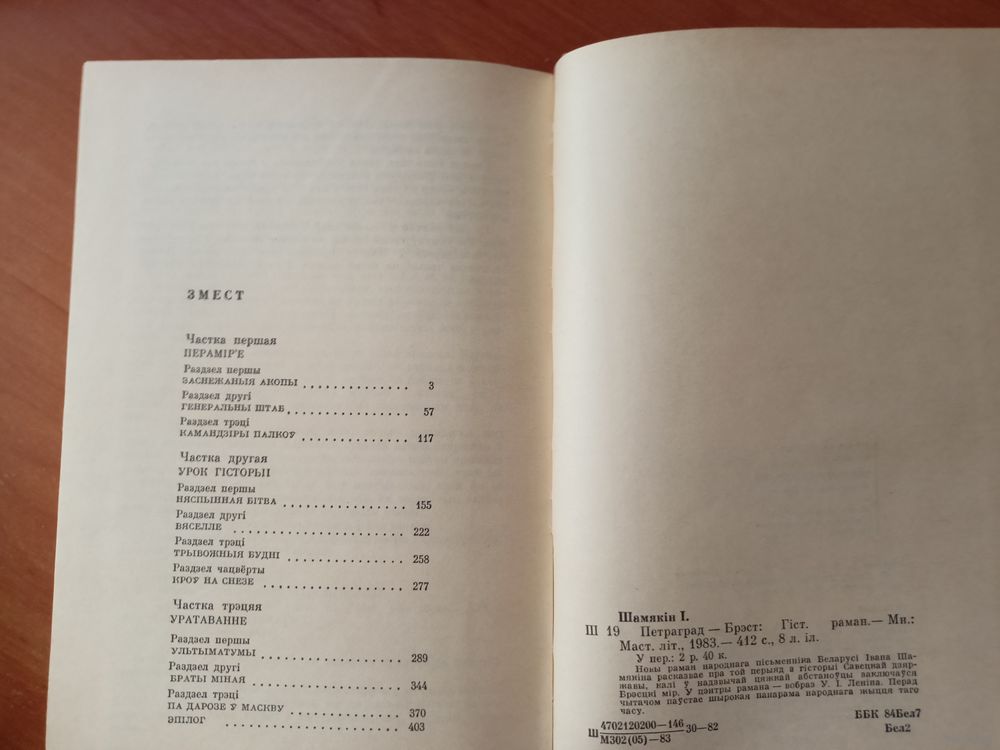 ЗМЕСТ
Частка першая
ПЕРАМІР'Е
Раздзел першы
ЗАСНЕЖАНЫЯ АКОПЫ . . . . . . . . . . . . . 3
Раздзел другі
ГЕНЕРАЛЬНЫ ШТАБ . . . . . . . . . . . . . . 57
Раздзел трэці
КАМАНДЗІРЫ ПАЛКОЎ . . . . . . . . . . . . . 117
Частка другая
УРОК ГІСТОРЫІ
Раздзел першы
НЯСПЫННАЯ БІТВА . . . . . . . . . . . . . . . 155
Раздзел другі
ВЯСЕЛЛЕ . . . . . . . . . . . . . . . . . . . . 222
Раздзел трэці
ТРЫВОЖНЫЯ БУДНІ . . . . . . . . . . . . . . 258
Раздзел чацвёрты
КРОЎ НА СНЕЗЕ . . . . . . . . . . . . . . . . 277
Частка трэцяя
УРАТАВАННЕ
Раздзел першы
УЛЬТЫМАТУМЫ . . . . . . . . . . . . . . . . 289
Раздзел другі
БРАТЫ МІНАЯ . . . . . . . . . . . . . . . . . 344
Раздзел трэці
ПА ДАРОЗЕ Ў МАСКВУ . . . . . . . . . . . . . 370
ЭПІЛОГ . . . . . . . . . . . . . . . . . . . . 403
Шамякін І.
Ш 19 Петраград — Брэст: Гіст. раман.— Мн.:
Маст. літ., 1983.— 412 с., 8 л. іл.
У пер.: 2 р. 40 к.
Новы раман народнага пісьменніка Беларусі Івана Ша-
мякіна расказвае пра той перыяд в гісторыі Савецкай дзяр-
жавы, калі ў надзвычай цяжкай абстаноўцы заключаўся
Брэсцкі мір. У цэнтры рамана — вобраз У. І. Леніна. Перад
чытачом паўстае шырокая панарама народнага жыцця таго
часу.
Ш 4702120200—146 30—82
М302(05)—83
ББК 84Бел7
Бел2